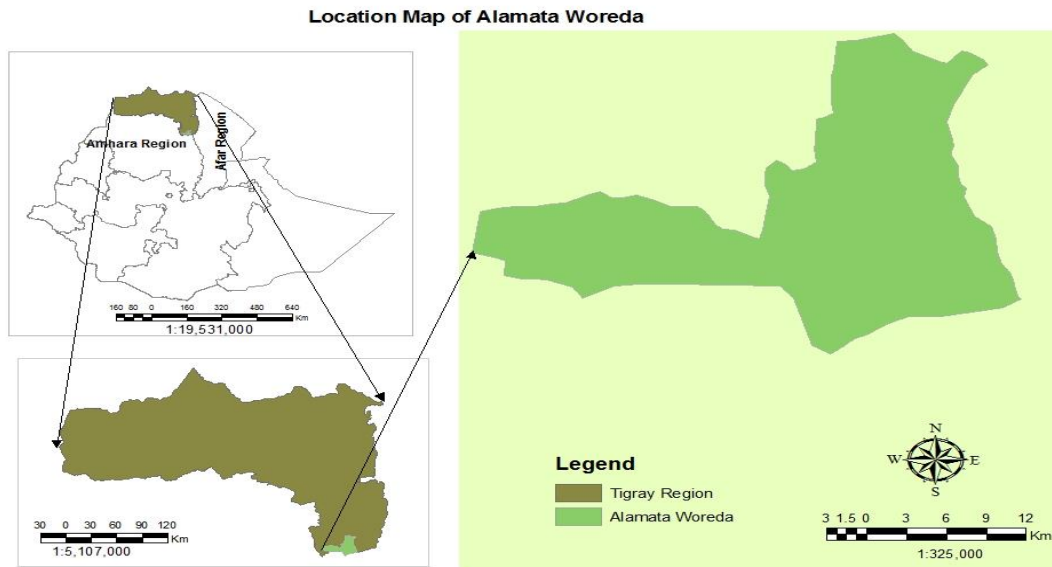 Location Map of Alamata Woreda
Amhara Region
Afar Region
160 80 0 160 320 480 640
Km
1:19,531,000
30 0 30 60 90 120
Km
1:5,107,000
Legend
Tigray Region
Alamata Woreda
N
W E
S
3 1.5 0 3 6 9 12
Km
1:325,000